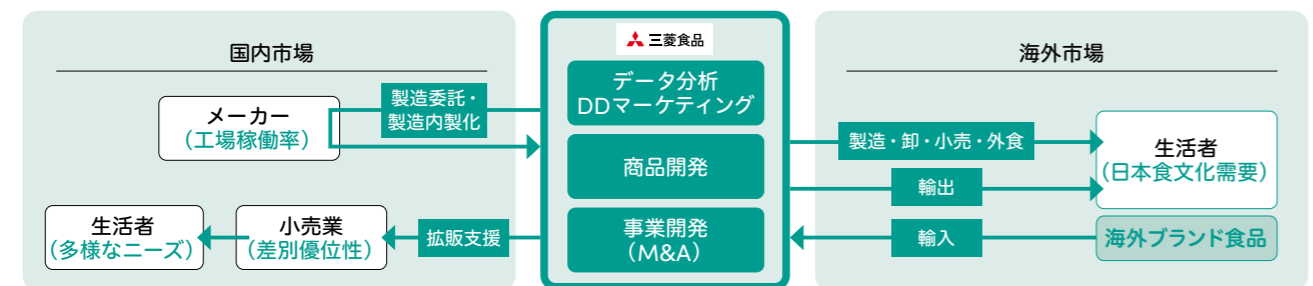 国内市場
メーカー
（工場稼働率）
製造委託・
製造内製化
生活者
（多様なニーズ）
小売業
（差別優位性）
拡販支援
三菱食品
データ分析
DDマーケティング
商品開発
事業開発
（M&A）
海外市場
製造・卸・小売・外食
輸出
輸入
生活者
（日本食文化需要）
海外ブランド食品